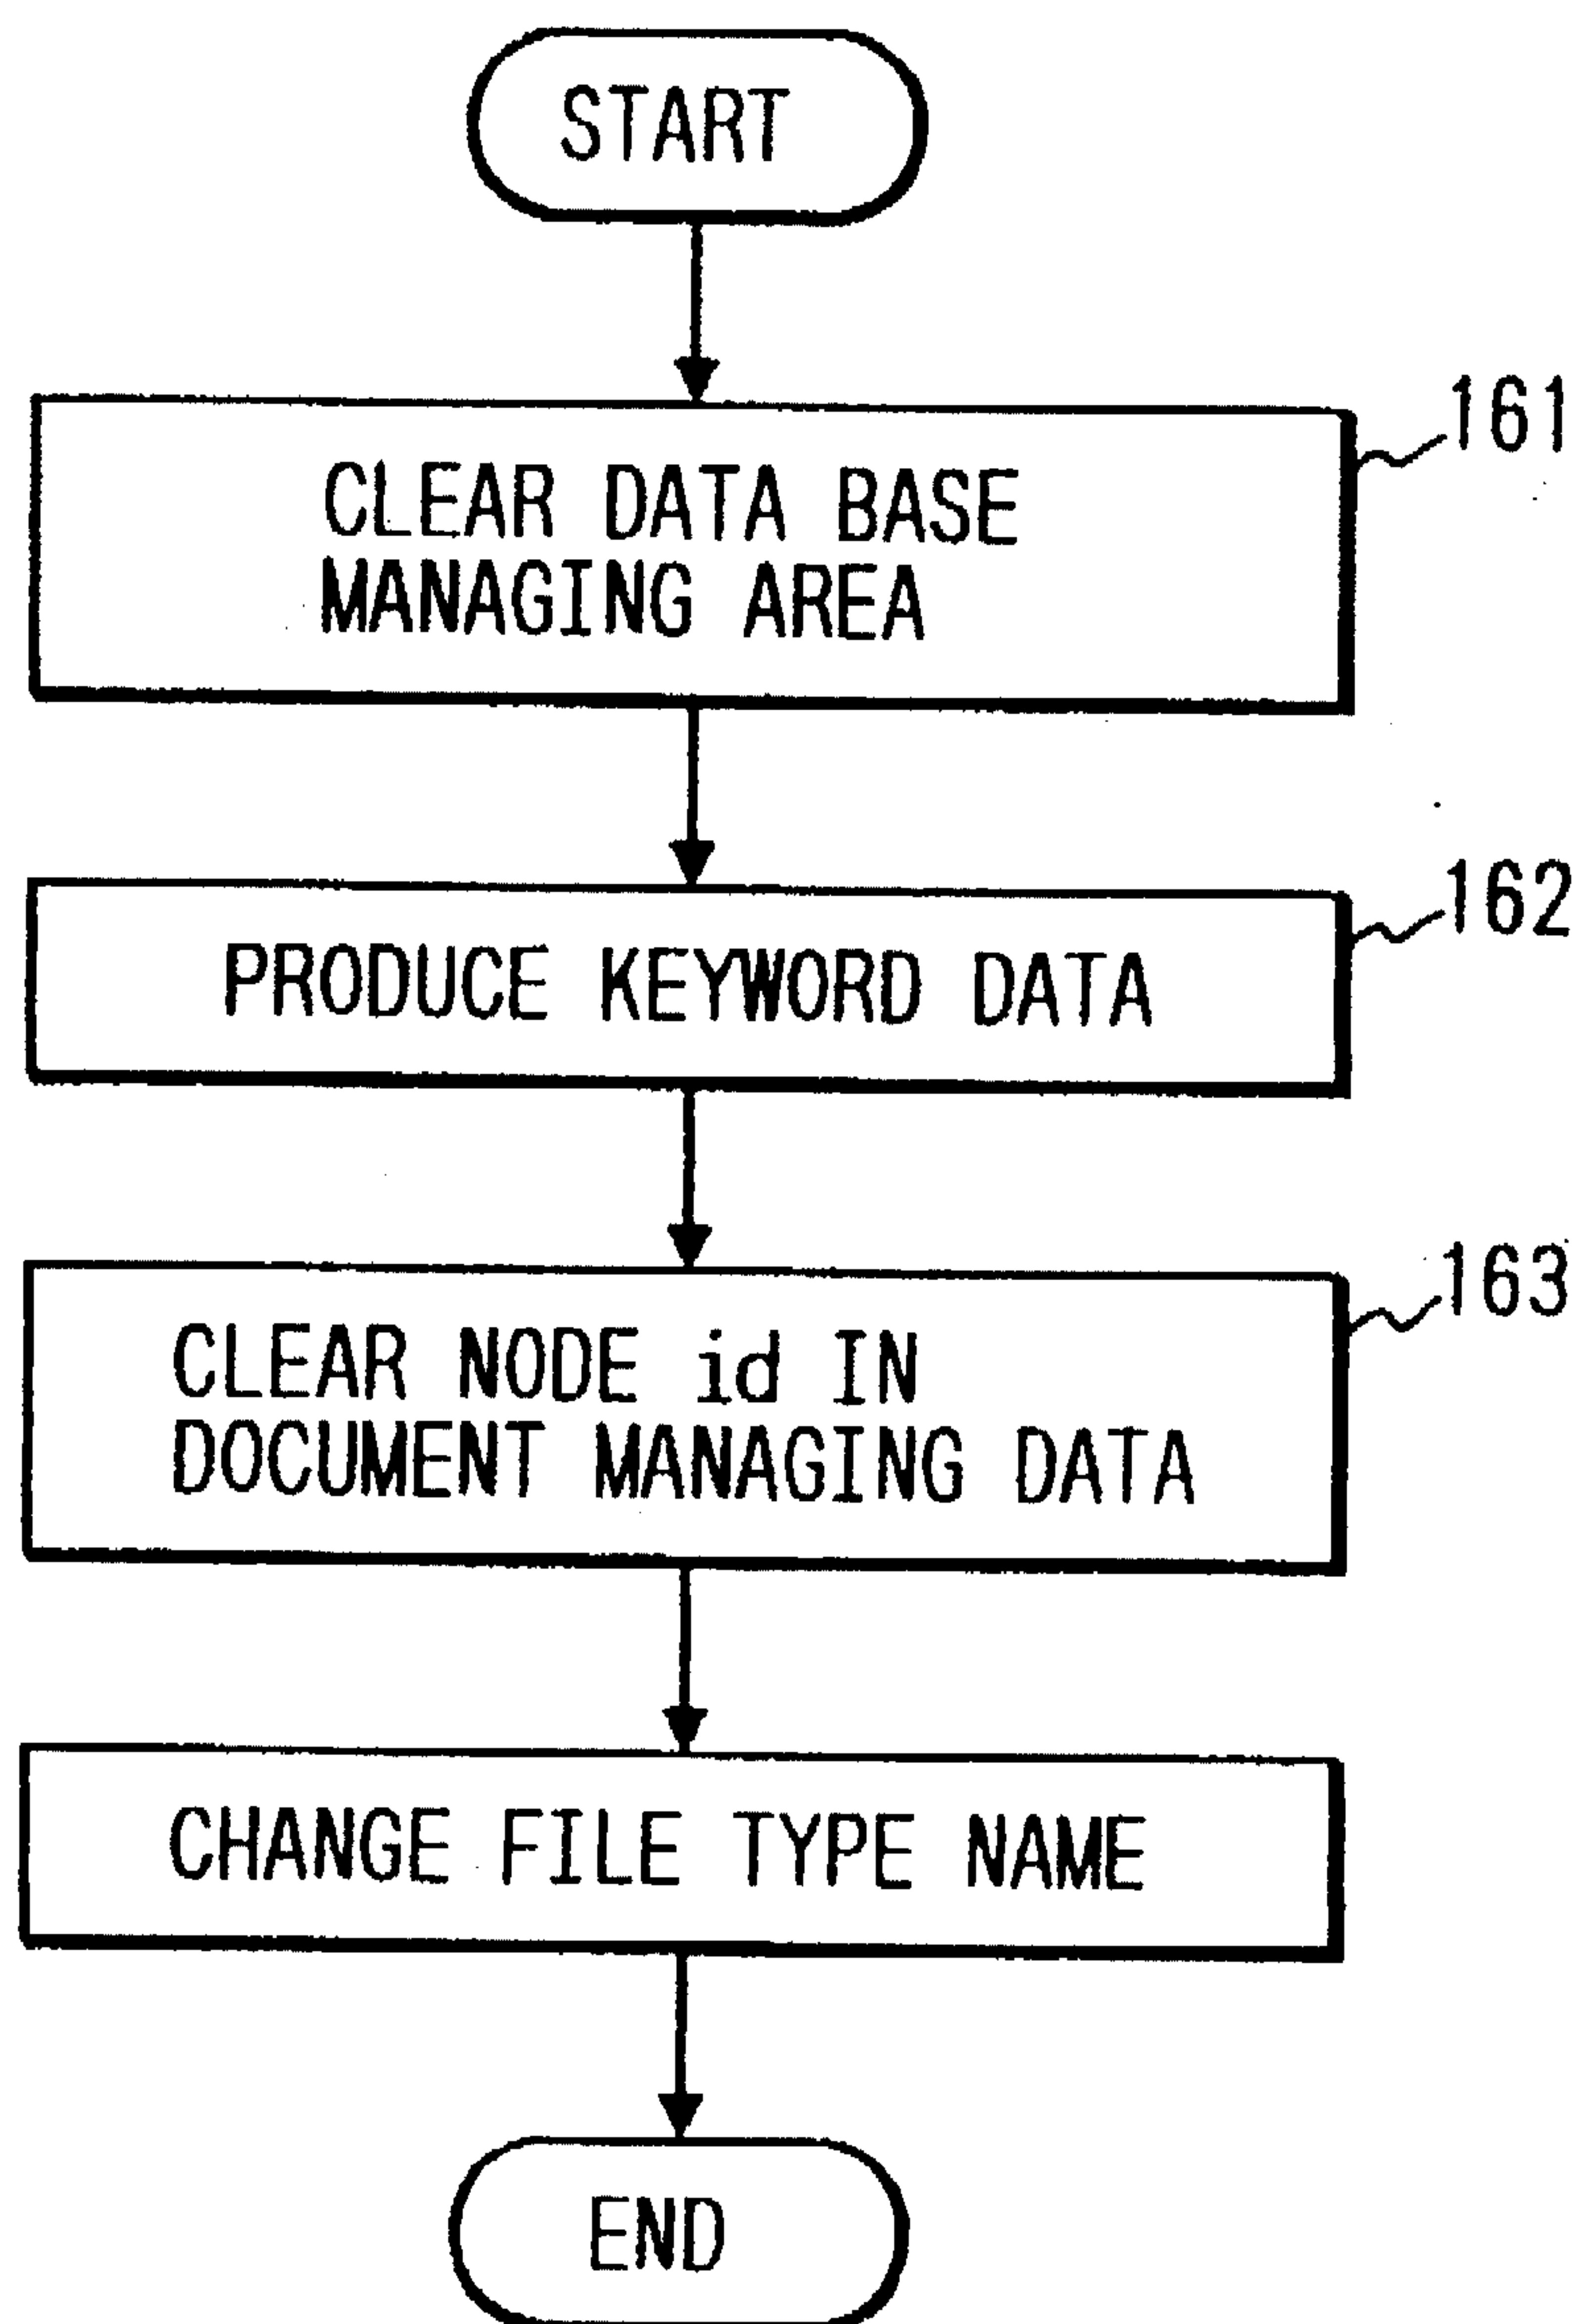 START
161
CLEAR DATA BASE
MANAGING AREA
162
PRODUCE KEYWORD DATA
163
CLEAR NODE id IN
DOCUMENT MANAGING DATA
CHANGE FILE TYPE NAME
END